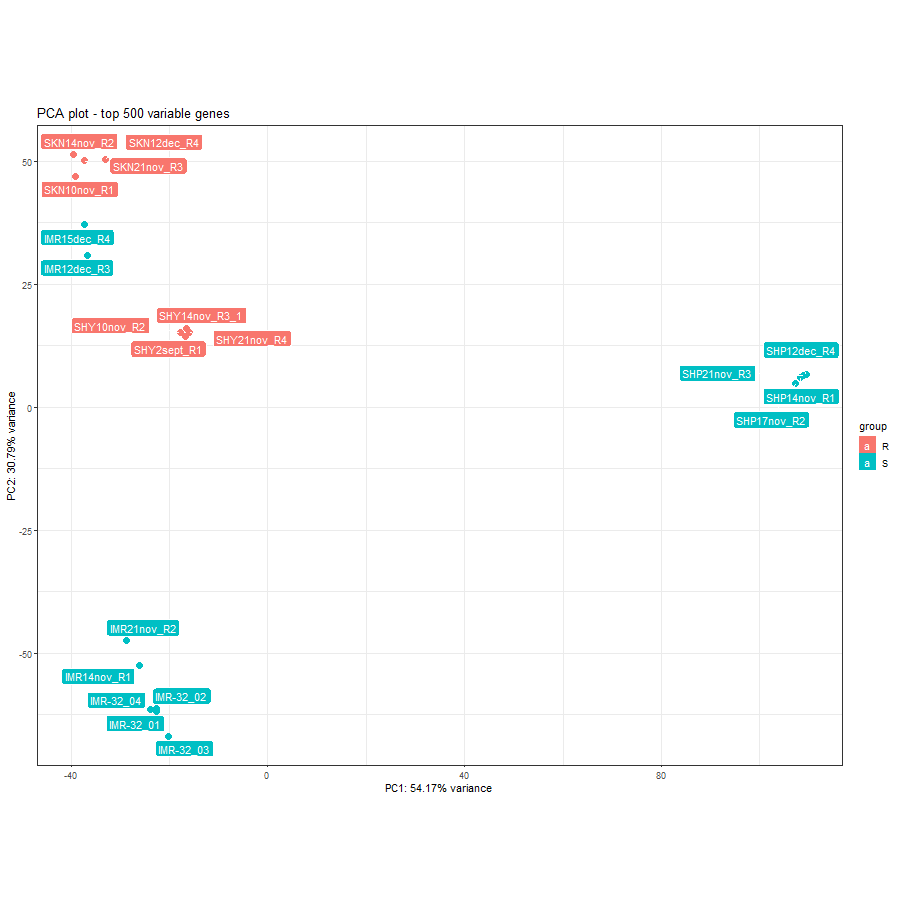 PCA plot - top 500 variable genes
SKN14nov_R2
SKN12dec_R4
SKN21nov_R3
SKN10nov_R1
IMR15dec_R4
IMR12dec_R3
SHY14nov_R3_1
SHY10nov_R2
SHY21nov_R4
SHY2sept_R1
SHP12dec_R4
SHP21nov_R3
SHP14nov_R1
SHP17nov_R2
IMR21nov_R2
IMR14nov_R1
IMR-32_02
IMR-32_04
IMR-32_01
IMR-32_03
50
25
0
-25
-50
-40
0
40
80
PC1: 54.17% variance
PC2: 30.79% variance
group
a R
a S